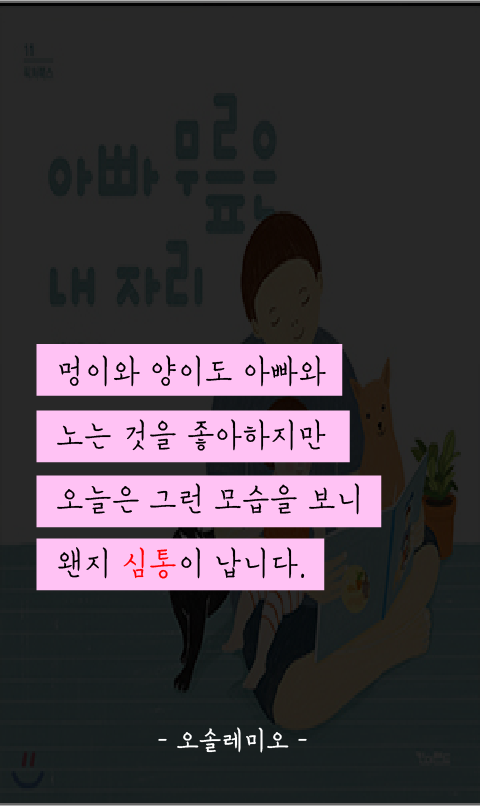 아빠 무릎은
내 자리
멍이와 양이도 아빠와
노는 것을 좋아하지만
오늘은 그런 모습을 보니
왠지 심통이 납니다.
- 오솔레미오 -